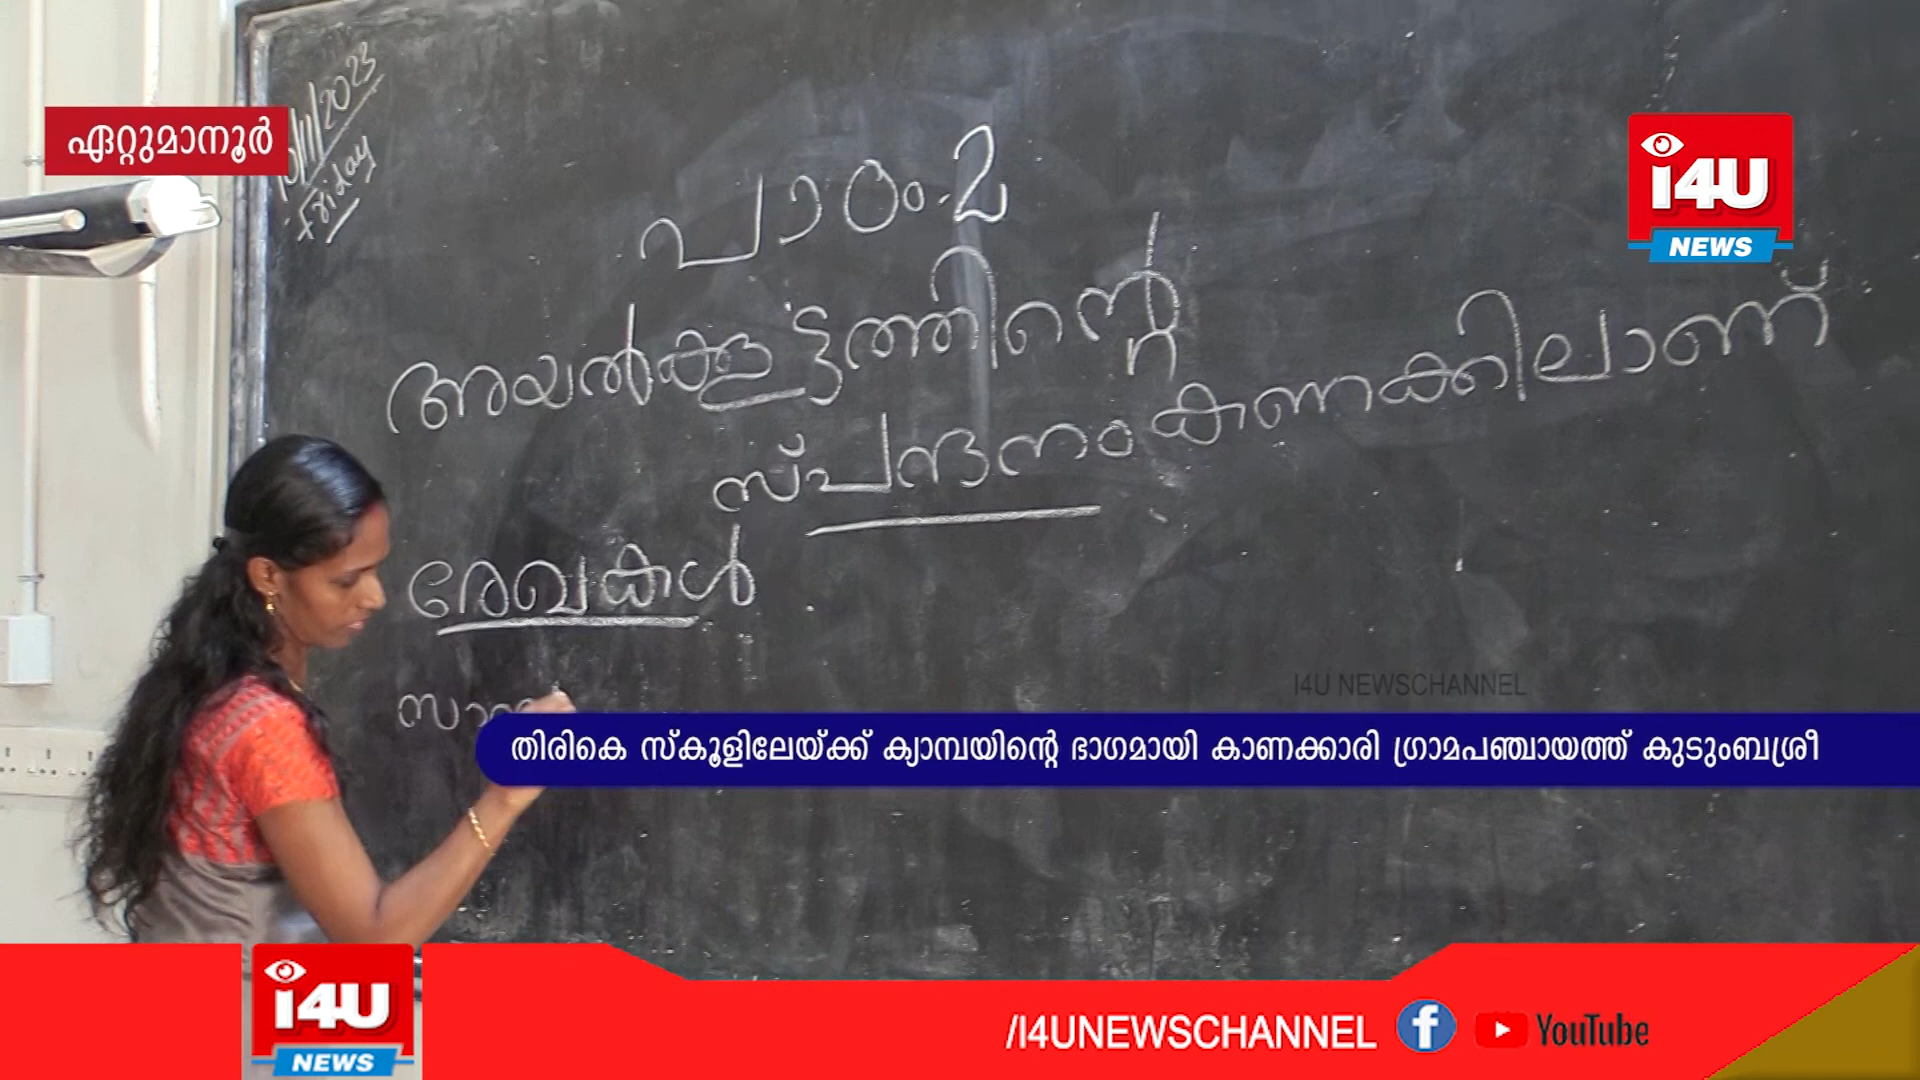 10/11/2023
Friday
ഏറ്റുമാനൂർ
i4U
NEWS
പാഠം-2
അയൽക്കൂട്ടത്തിന്റെ
സ്പന്ദനം കണക്കിലാണ്
രേഖകൾ
I4U NEWSCHANNEL
തിരികെ സ്കൂളിലേയ്ക്ക് ക്യാമ്പയിന്റെ ഭാഗമായി കാണക്കാരി ഗ്രാമപഞ്ചായത്ത് കുടുംബശ്രീ
i4U
NEWS
/I4UNEWSCHANNEL
YouTube